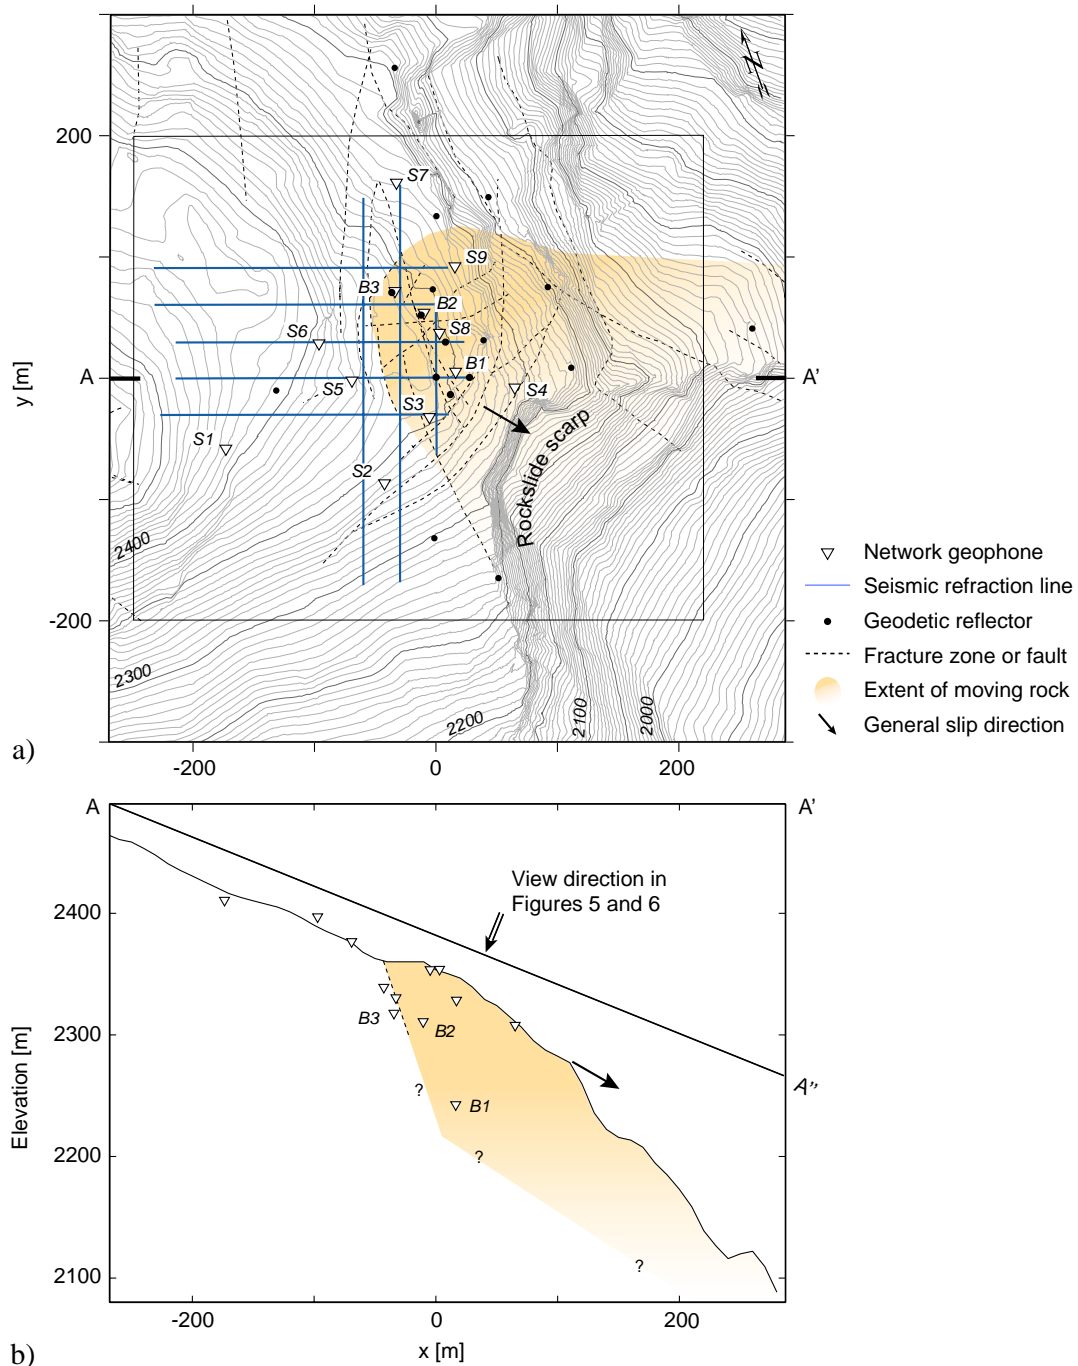 N
200
S7
S9
B3
B2
S8
S6
B1
A
A'
y [m]
S5
S4
S3
S1
Rockslide scarp
S2
2400
Network geophone
Seismic refraction line
-200
Geodetic reflector
Fracture zone or fault
2300
Extent of moving rock
2200
2100
2000
General slip direction
a)
-200
0
200
A
A'
View direction in
Figures 5 and 6
2400
B3
B2
2300
Elevation [m]
?
A''
B1
2200
?
?
2100
-200
0
200
b)
x [m]